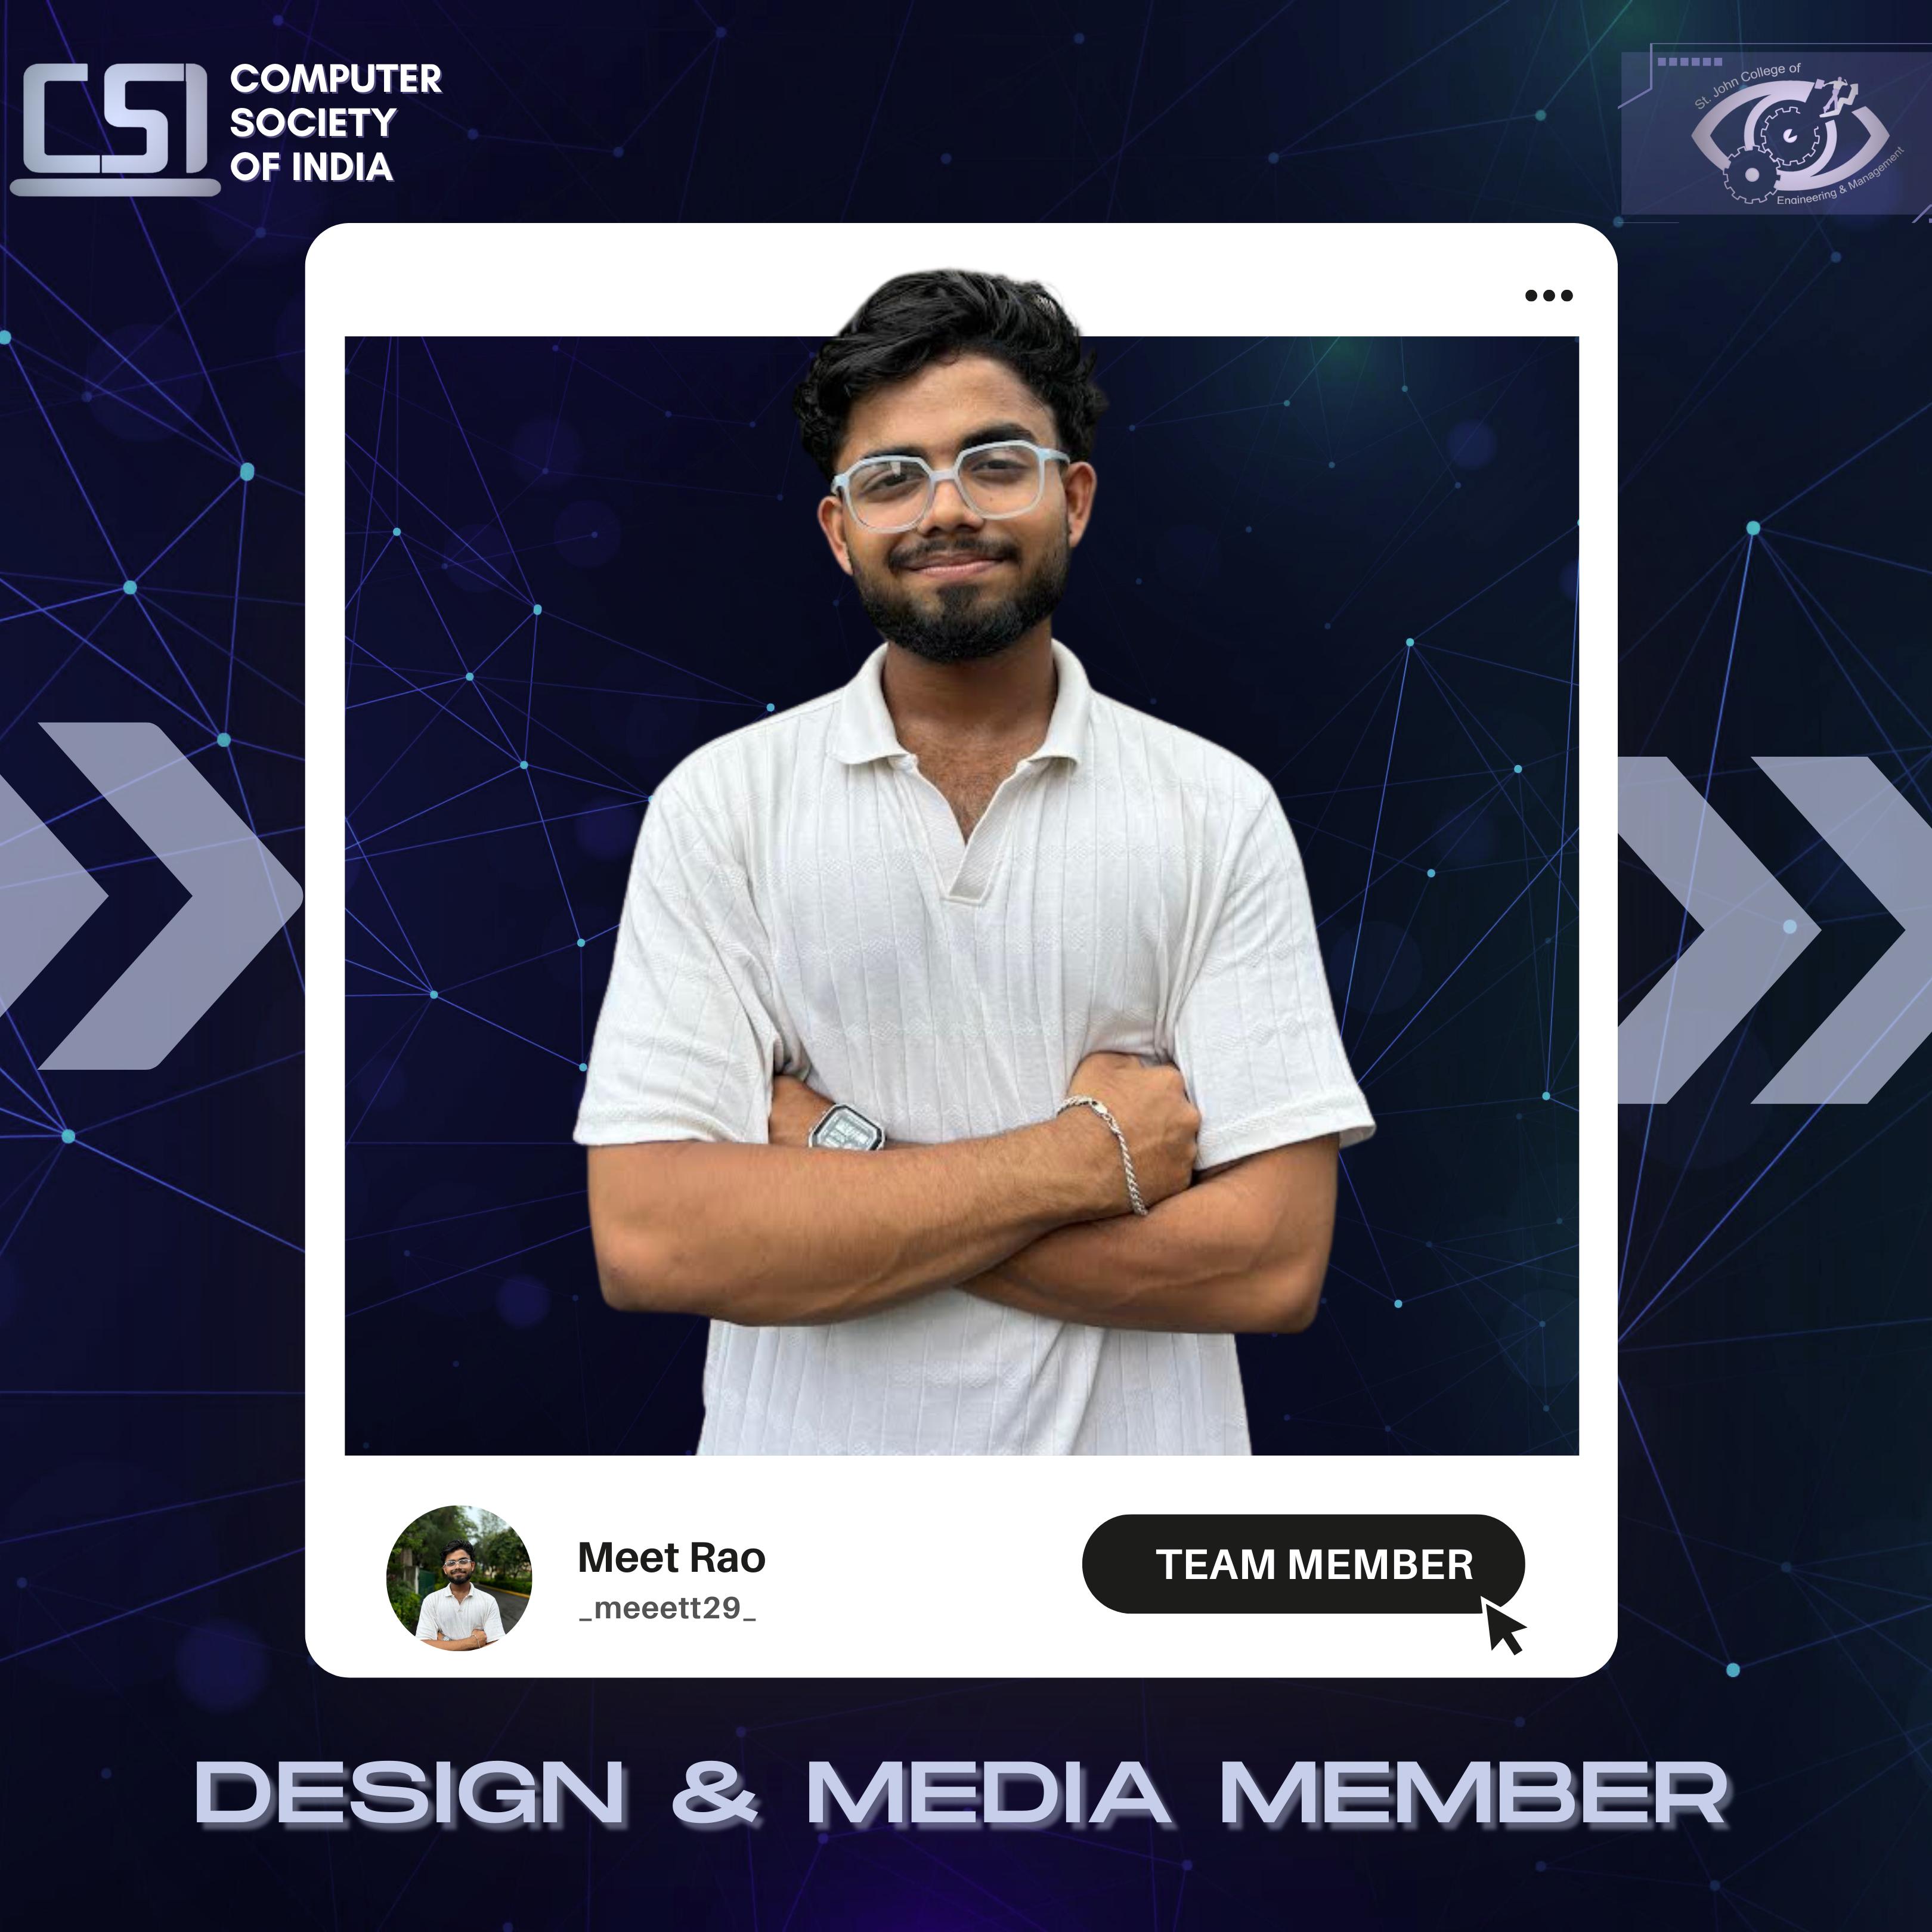 CSI
COMPUTER
SOCIETY
OF INDIA
St. John College of
Engineering & Management
Meet Rao
_meeett29_
TEAM MEMBER
DESIGN & MEDIA MEMBER